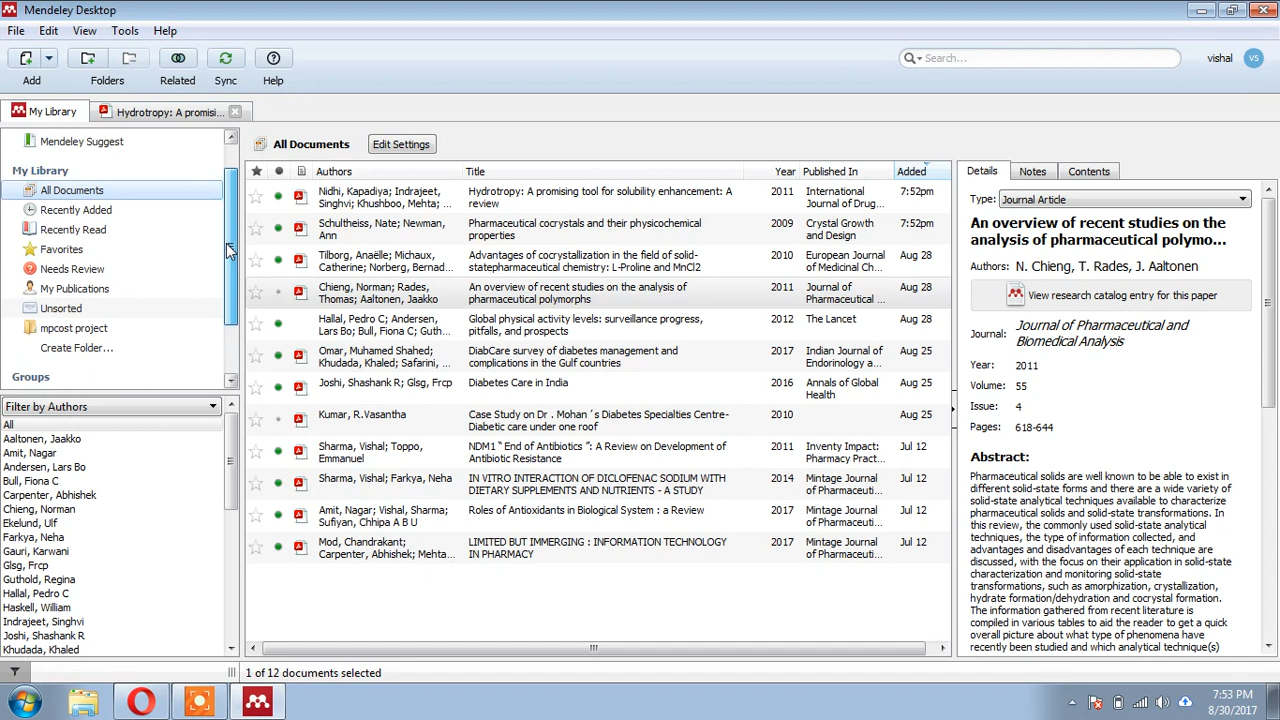 Mendeley Desktop
File Edit View Tools Help
Add Folders Related Sync Help
Search...
vishal VS
My Library
Hydrotropy: A promisi...
Mendeley Suggest
My Library
All Documents
Recently Added
Recently Read
Favorites
Needs Review
My Publications
Unsorted
mpcost project
Create Folder...
Groups
Filter by Authors
All
Aaltonen, Jaakko
Amit, Nagar
Andersen, Lars Bo
Bull, Fiona C
Carpenter, Abhishek
Chieng, Norman
Ekelund, Ulf
Farkya, Neha
Gauri, Karwani
Glsg, Frcp
Guthold, Regina
Hallal, Pedro C
Haskell, William
Indrajeet, Singhvi
Joshi, Shashank R
Khudada, Khaled
All Documents Edit Settings
Authors Title Year Published In Added
Nidhi, Kapadiya; Indrajeet, Hydrotropy: A promising tool for solubility enhancement: A 2011 International 7:52pm
Singhvi; Khushboo, Mehta; ... review Journal of Drug...
Schultheiss, Nate; Newman, Pharmaceutical cocrystals and their physicochemical 2009 Crystal Growth 7:52pm
Ann properties and Design
Tilborg, Anaëlle; Michaux, Advantages of cocrystallization in the field of solid- 2010 European Journal Aug 28
Catherine; Norberg, Bernad... statepharmaceutical chemistry: L-Proline and MnCl2 of Medicinal Ch...
Chieng, Norman; Rades, An overview of recent studies on the analysis of 2011 Journal of Aug 28
Thomas; Aaltonen, Jaakko pharmaceutical polymorphs Pharmaceutical ...
Hallal, Pedro C; Andersen, Global physical activity levels: surveillance progress, 2012 The Lancet Aug 28
Lars Bo; Bull, Fiona C; Guth... pitfalls, and prospects
Omar, Muhamed Shahed; DiabCare survey of diabetes management and 2017 Indian Journal of Aug 25
Khudada, Khaled; Safarini, ... complications in the Gulf countries Endorinology a...
Joshi, Shashank R; Glsg, Frcp Diabetes Care in India 2016 Annals of Global Aug 25
Health
Kumar, R.Vasantha Case Study on Dr . Mohan ' s Diabetes Specialties Centre- 2010 Aug 25
Diabetic care under one roof
Sharma, Vishal; Toppo, NDM1 “ End of Antibiotics ”: A Review on Development of 2011 Inventy Impact: Jul 12
Emmanuel Antibiotic Resistance Pharmacy Pract...
Sharma, Vishal; Farkya, Neha IN VITRO INTERACTION OF DICLOFENAC SODIUM WITH 2014 Mintage Journal Jul 12
DIETARY SUPPLEMENTS AND NUTRIENTS - A STUDY of Pharmaceuti...
Amit, Nagar; Vishal, Sharma; Roles of Antioxidants in Biological System : a Review 2017 Mintage Journal Jul 12
Sufiyan, Chhipa A B U of Pharmaceuti...
Mod, Chandrakant; LIMITED BUT IMMERGING : INFORMATION TECHNOLOGY 2017 Mintage Journal Jul 12
Carpenter, Abhishek; Mehta... IN PHARMACY of Pharmaceuti...
Details Notes Contents
Type: Journal Article
An overview of recent studies on the
analysis of pharmaceutical polymo...
Authors: N. Chieng, T. Rades, J. Aaltonen
View research catalog entry for this paper
Journal: Journal of Pharmaceutical and
Biomedical Analysis
Year: 2011
Volume: 55
Issue: 4
Pages: 618-644
Abstract:
Pharmaceutical solids are well known to be able to exist in
different solid-state forms and there are a wide variety of
solid-state analytical techniques available to characterize
pharmaceutical solids and solid-state transformations. In
this review, the commonly used solid-state analytical
techniques, the type of information collected, and
advantages and disadvantages of each technique are
discussed, with the focus on their application in solid-state
characterization and monitoring solid-state
transformations, such as amorphization, crystallization,
hydrate formation/dehydration and cocrystal formation.
The information gathered from recent literature is
compiled in various tables to aid the reader to get a quick
overall picture about what type of phenomena have
recently been studied and which analytical technique(s)
1 of 12 documents selected
7:53 PM
8/30/2017